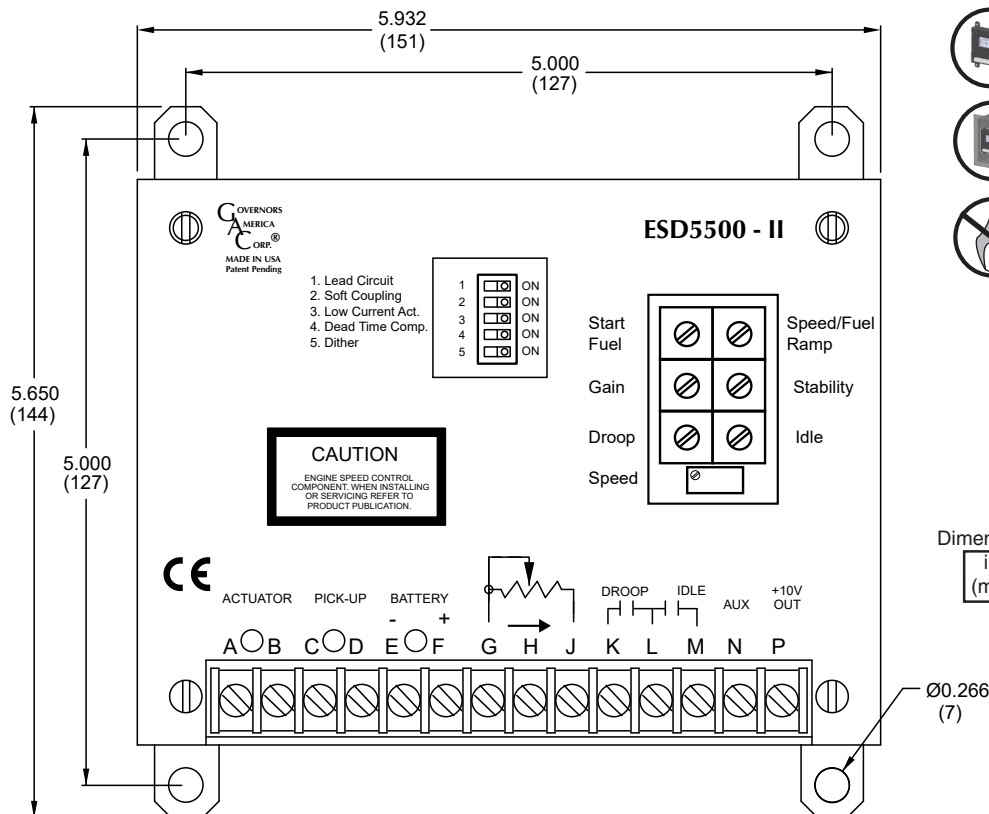 5.932
(151)
5.000
(127)
GOVERNORS
AMERICA
CORP.®
MADE IN USA
Patent Pending
ESD5500 - II
1. Lead Circuit
2. Soft Coupling
3. Low Current Act.
4. Dead Time Comp.
5. Dither
1 ON
2 ON
3 ON
4 ON
5 ON
Start
Fuel
Speed/Fuel
Ramp
Gain
Stability
Droop
Idle
Speed
5.650
(144)
5.000
(127)
CAUTION
ENGINE SPEED CONTROL
COMPONENT. WHEN INSTALLING
OR SERVICING REFER TO
PRODUCT PUBLICATION.
Dimen
i
(m
CE
ACTUATOR PICK-UP BATTERY DROOP IDLE AUX +10V
OUT
- +
A B C D E F G H J K L M N P
Ø0.266
(7)